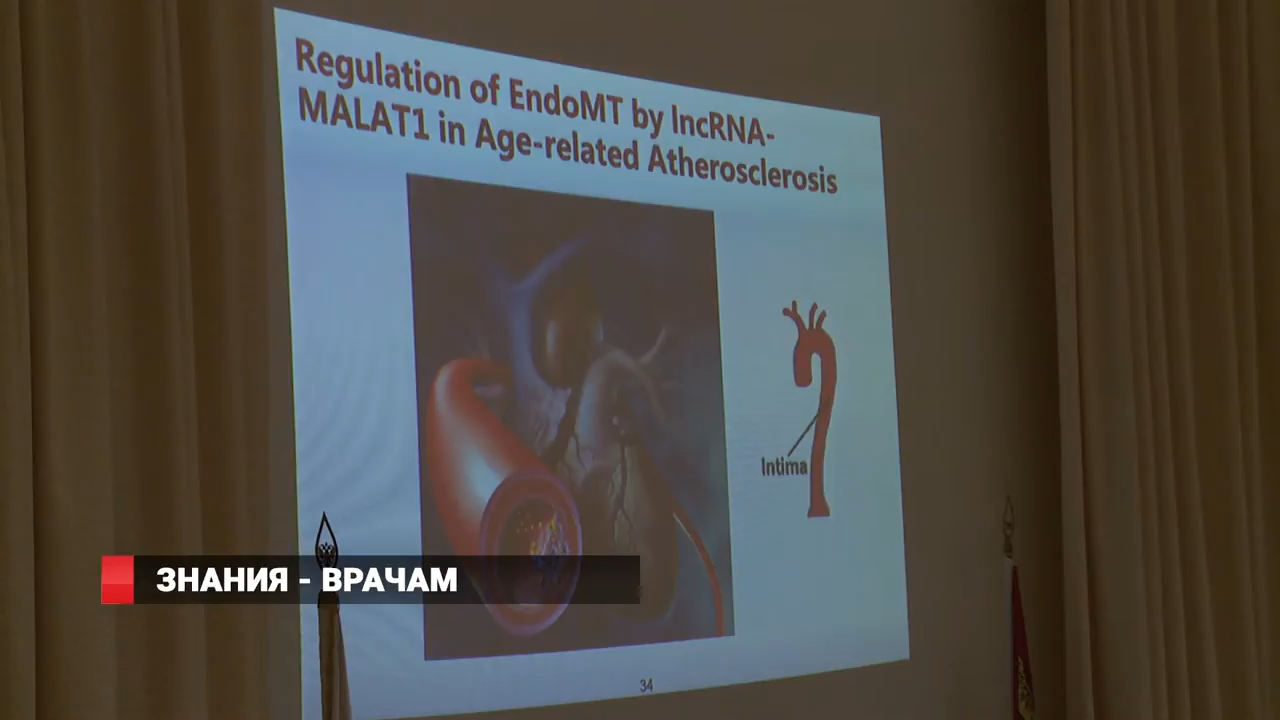 Regulation of EndoMT by lncRNA-
MALAT1 in Age-related Atherosclerosis
Intima
ЗНАНИЯ - ВРАЧАМ
34